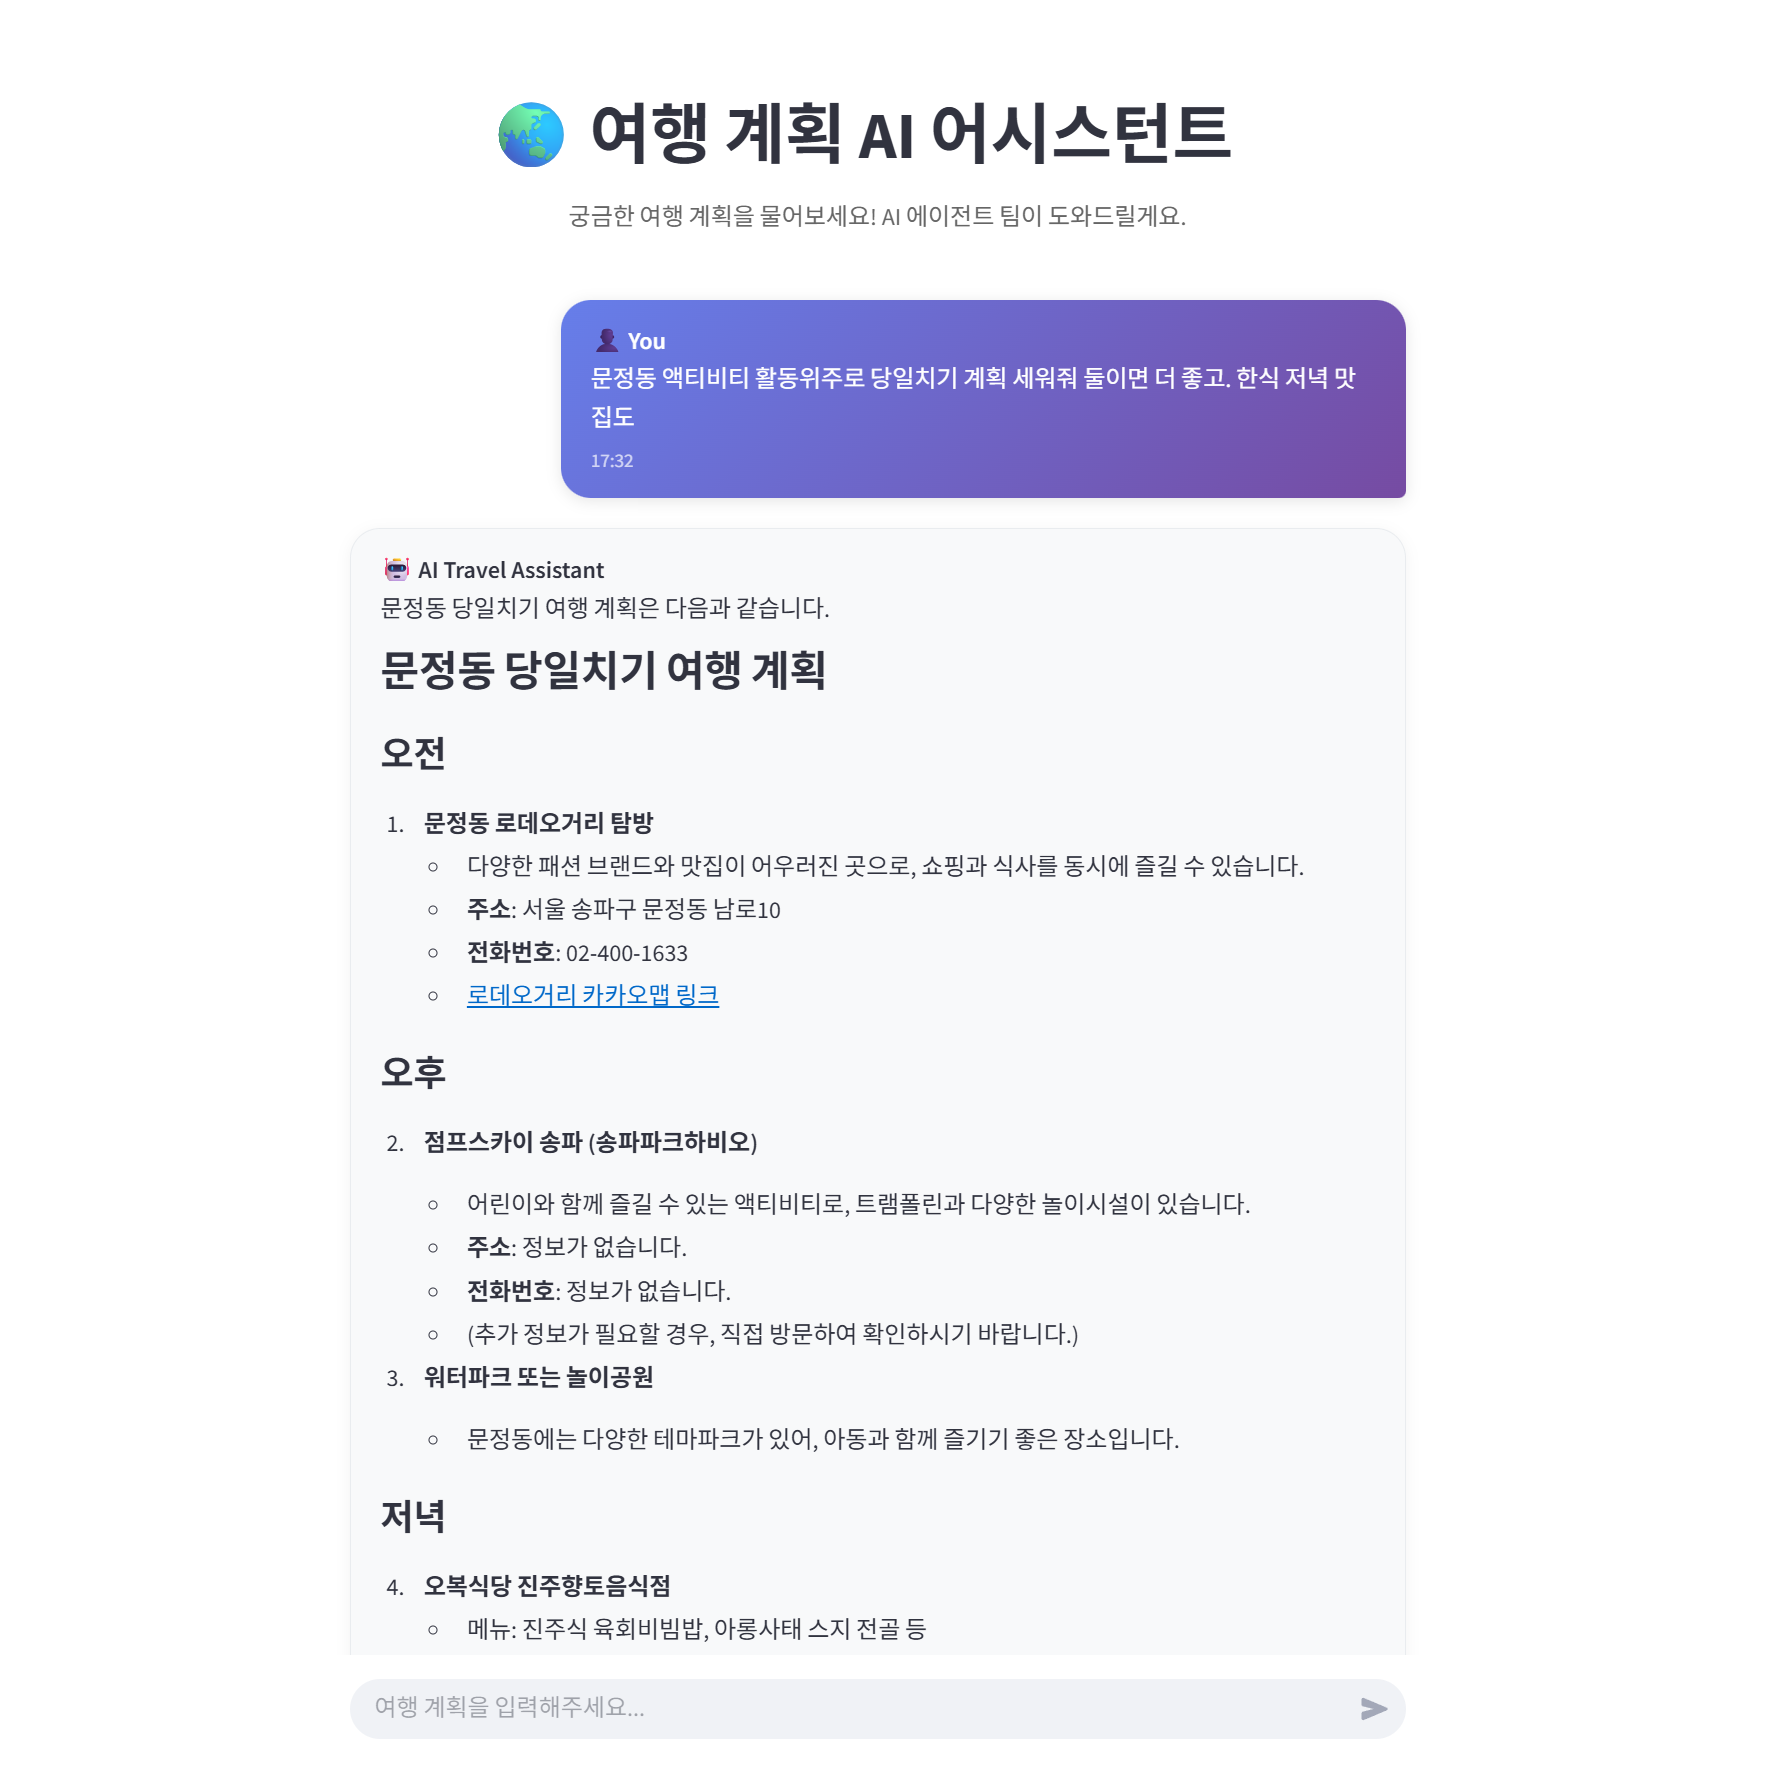 여행 계획 AI 어시스턴트
궁금한 여행 계획을 물어보세요! AI 에이전트 팀이 도와드릴게요.
You
문정동 액티비티 활동위주로 당일치기 계획 세워줘 둘이면 더 좋고. 한식 저녁 맛
집도
17:32
AI Travel Assistant
문정동 당일치기 여행 계획은 다음과 같습니다.
문정동 당일치기 여행 계획
오전
1. 문정동 로데오거리 탐방
다양한 패션 브랜드와 맛집이 어우러진 곳으로, 쇼핑과 식사를 동시에 즐길 수 있습니다.
주소: 서울 송파구 문정동 남로10
전화번호: 02-400-1633
로데오거리 카카오맵 링크
오후
2. 점프스카이 송파 (송파파크하비오)
어린이와 함께 즐길 수 있는 액티비티로, 트램폴린과 다양한 놀이시설이 있습니다.
주소: 정보가 없습니다.
전화번호: 정보가 없습니다.
(추가 정보가 필요할 경우, 직접 방문하여 확인하시기 바랍니다.)
3. 워터파크 또는 놀이공원
문정동에는 다양한 테마파크가 있어, 아동과 함께 즐기기 좋은 장소입니다.
저녁
4. 오복식당 진주향토음식점
메뉴: 진주식 육회비빔밥, 아롱사태 스지 전골 등
여행 계획을 입력해주세요...